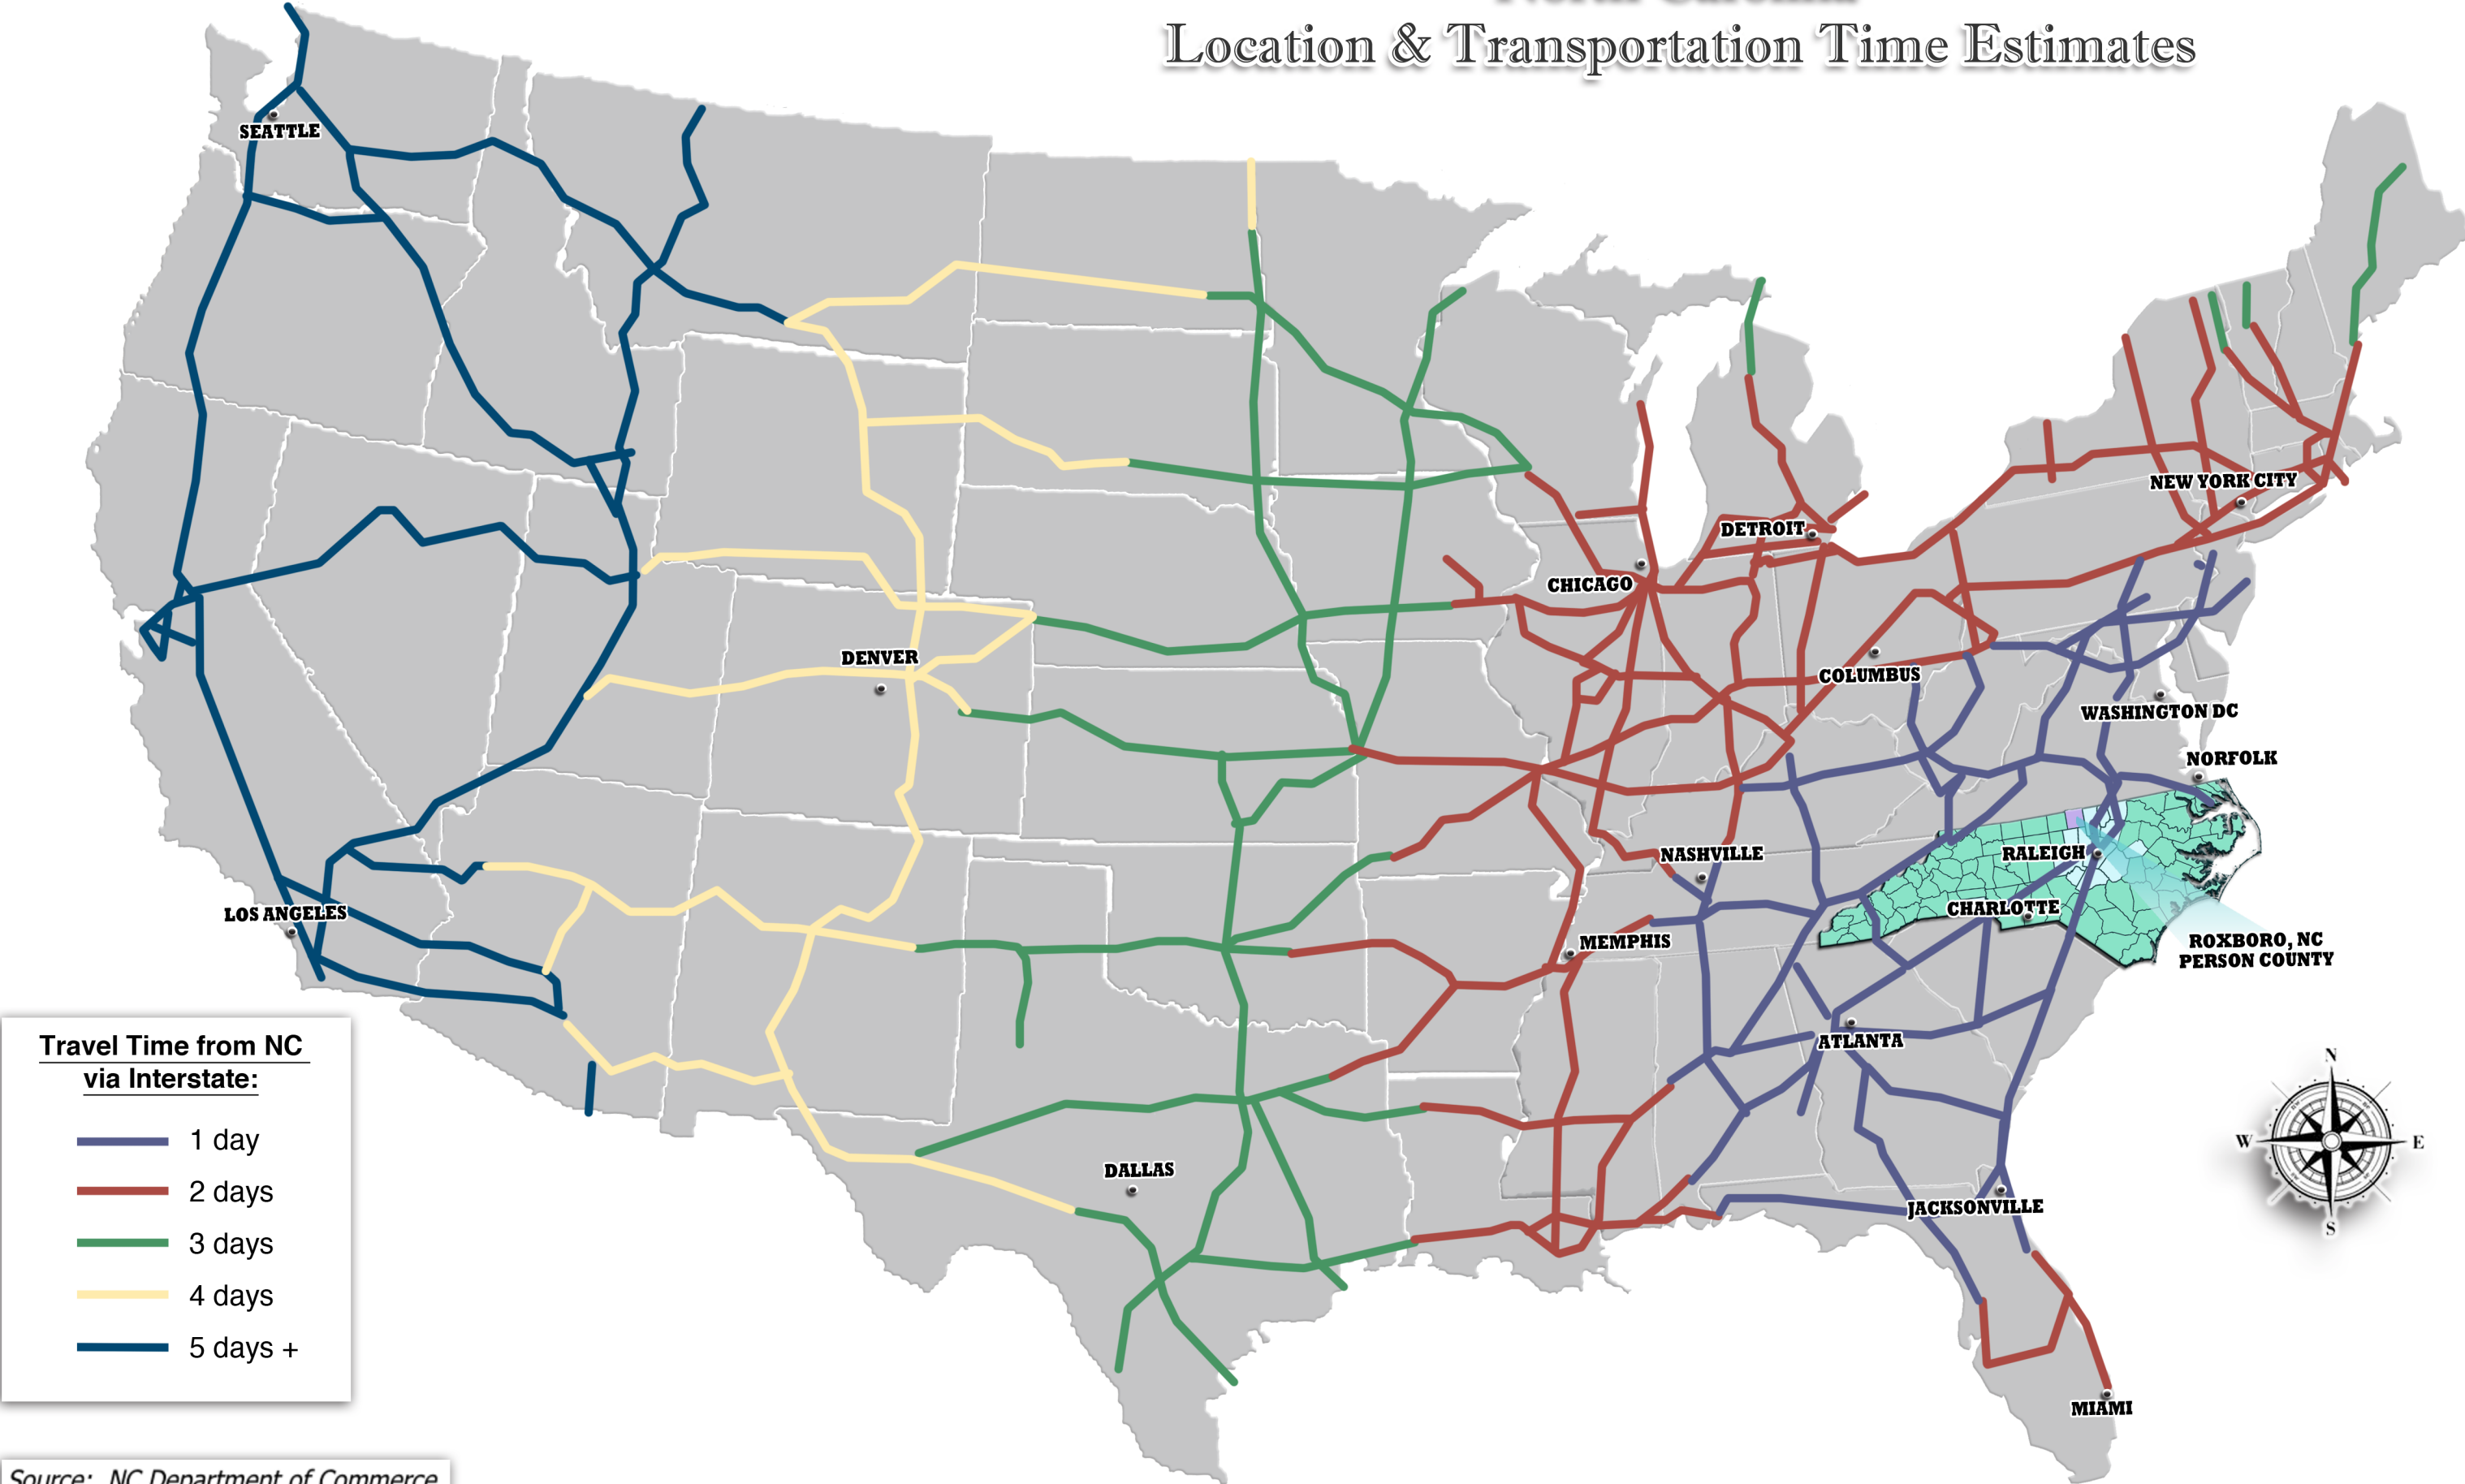 North Carolina
Location & Transportation Time Estimates
SEATTLE
NEW YORK CITY
DETROIT
CHICAGO
DENVER
COLUMBUS
WASHINGTON DC
NORFOLK
NASHVILLE
RALEIGH
LOS ANGELES
CHARLOTTE
MEMPHIS
ROXBORO, NC
PERSON COUNTY
ATLANTA
DALLAS
JACKSONVILLE
MIAMI
N
W
E
S
Travel Time from NC
via Interstate:
1 day
2 days
3 days
4 days
5 days +
Source: NC Department of Commerce